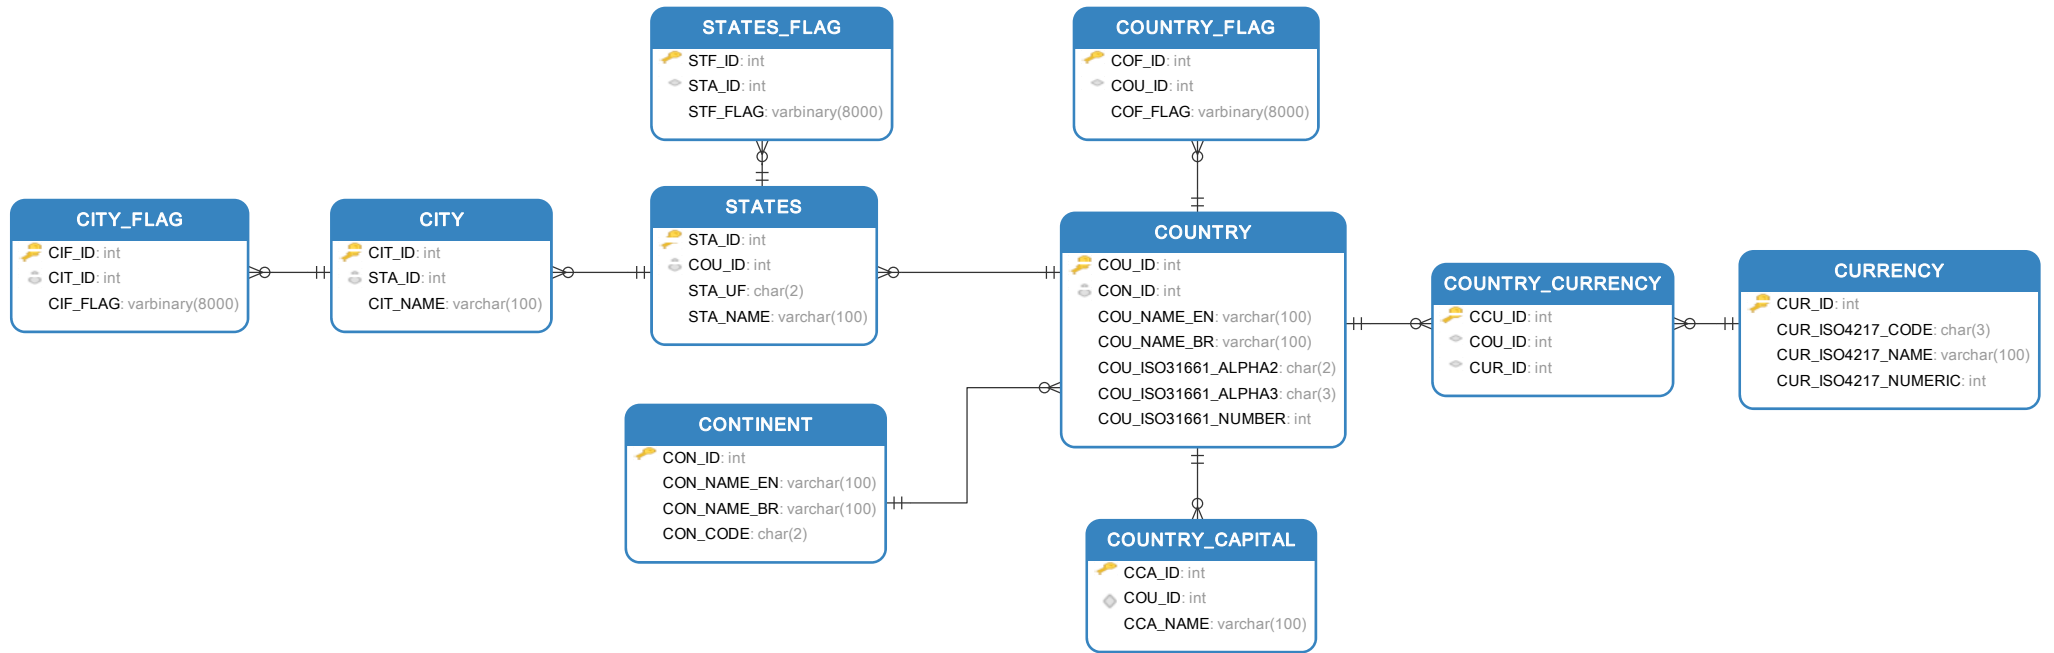 STATES_FLAG
STF_ID: int
STA_ID: int
STF_FLAG: varbinary(8000)
COUNTRY_FLAG
COF_ID: int
COU_ID: int
COF_FLAG: varbinary(8000)
CITY_FLAG
CIF_ID: int
CIT_ID: int
CIF_FLAG: varbinary(8000)
CITY
CIT_ID: int
STA_ID: int
CIT_NAME: varchar(100)
STATES
STA_ID: int
COU_ID: int
STA_UF: char(2)
STA_NAME: varchar(100)
COUNTRY
COU_ID: int
CON_ID: int
COU_NAME_EN: varchar(100)
COU_NAME_BR: varchar(100)
COU_ISO31661_ALPHA2: char(2)
COU_ISO31661_ALPHA3: char(3)
COU_ISO31661_NUMBER: int
COUNTRY_CURRENCY
CCU_ID: int
COU_ID: int
CUR_ID: int
CURRENCY
CUR_ID: int
CUR_ISO4217_CODE: char(3)
CUR_ISO4217_NAME: varchar(100)
CUR_ISO4217_NUMERIC: int
CONTINENT
CON_ID: int
CON_NAME_EN: varchar(100)
CON_NAME_BR: varchar(100)
CON_CODE: char(2)
COUNTRY_CAPITAL
CCA_ID: int
COU_ID: int
CCA_NAME: varchar(100)